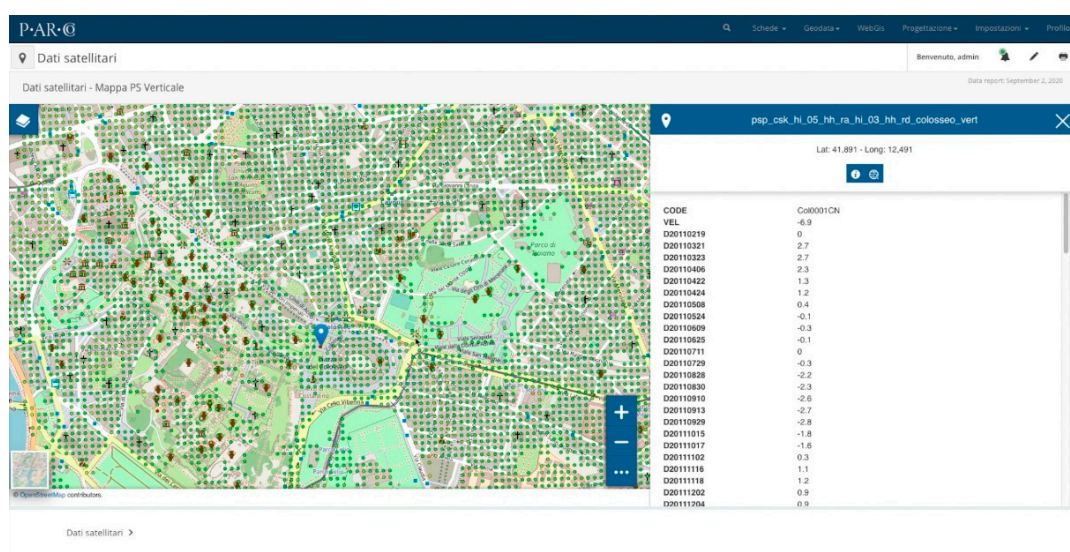 P·AR·CO
Schede Geodata WebGis Progettazione Impostazioni Profilo
Dati satellitari
Benvenuto, admin
Dati satellitari - Mappa PS Verticale
Data report: September 2, 2020
psp_csk_hi_05_hh_ra_hi_03_hh_rd_colosseo_vert
Lat: 41,891 - Long: 12,491
CODE Col0001CN
VEL -6.9
D20110219 0
D20110321 2.7
D20110323 2.7
D20110406 2.3
D20110422 1.3
D20110424 1.2
D20110508 0.4
D20110524 -0.1
D20110609 -0.3
D20110625 -0.1
D20110711 0
D20110729 -0.3
D20110828 -2.2
D20110830 -2.3
D20110910 -2.6
D20110913 -2.7
D20110929 -2.8
D20111015 -1.8
D20111017 -1.6
D20111102 0.3
D20111116 1.1
D20111118 1.2
D20111202 0.9
D20111204 0.9
Parco di
+
−
...
© OpenStreetMap contributors.
Dati satellitari >